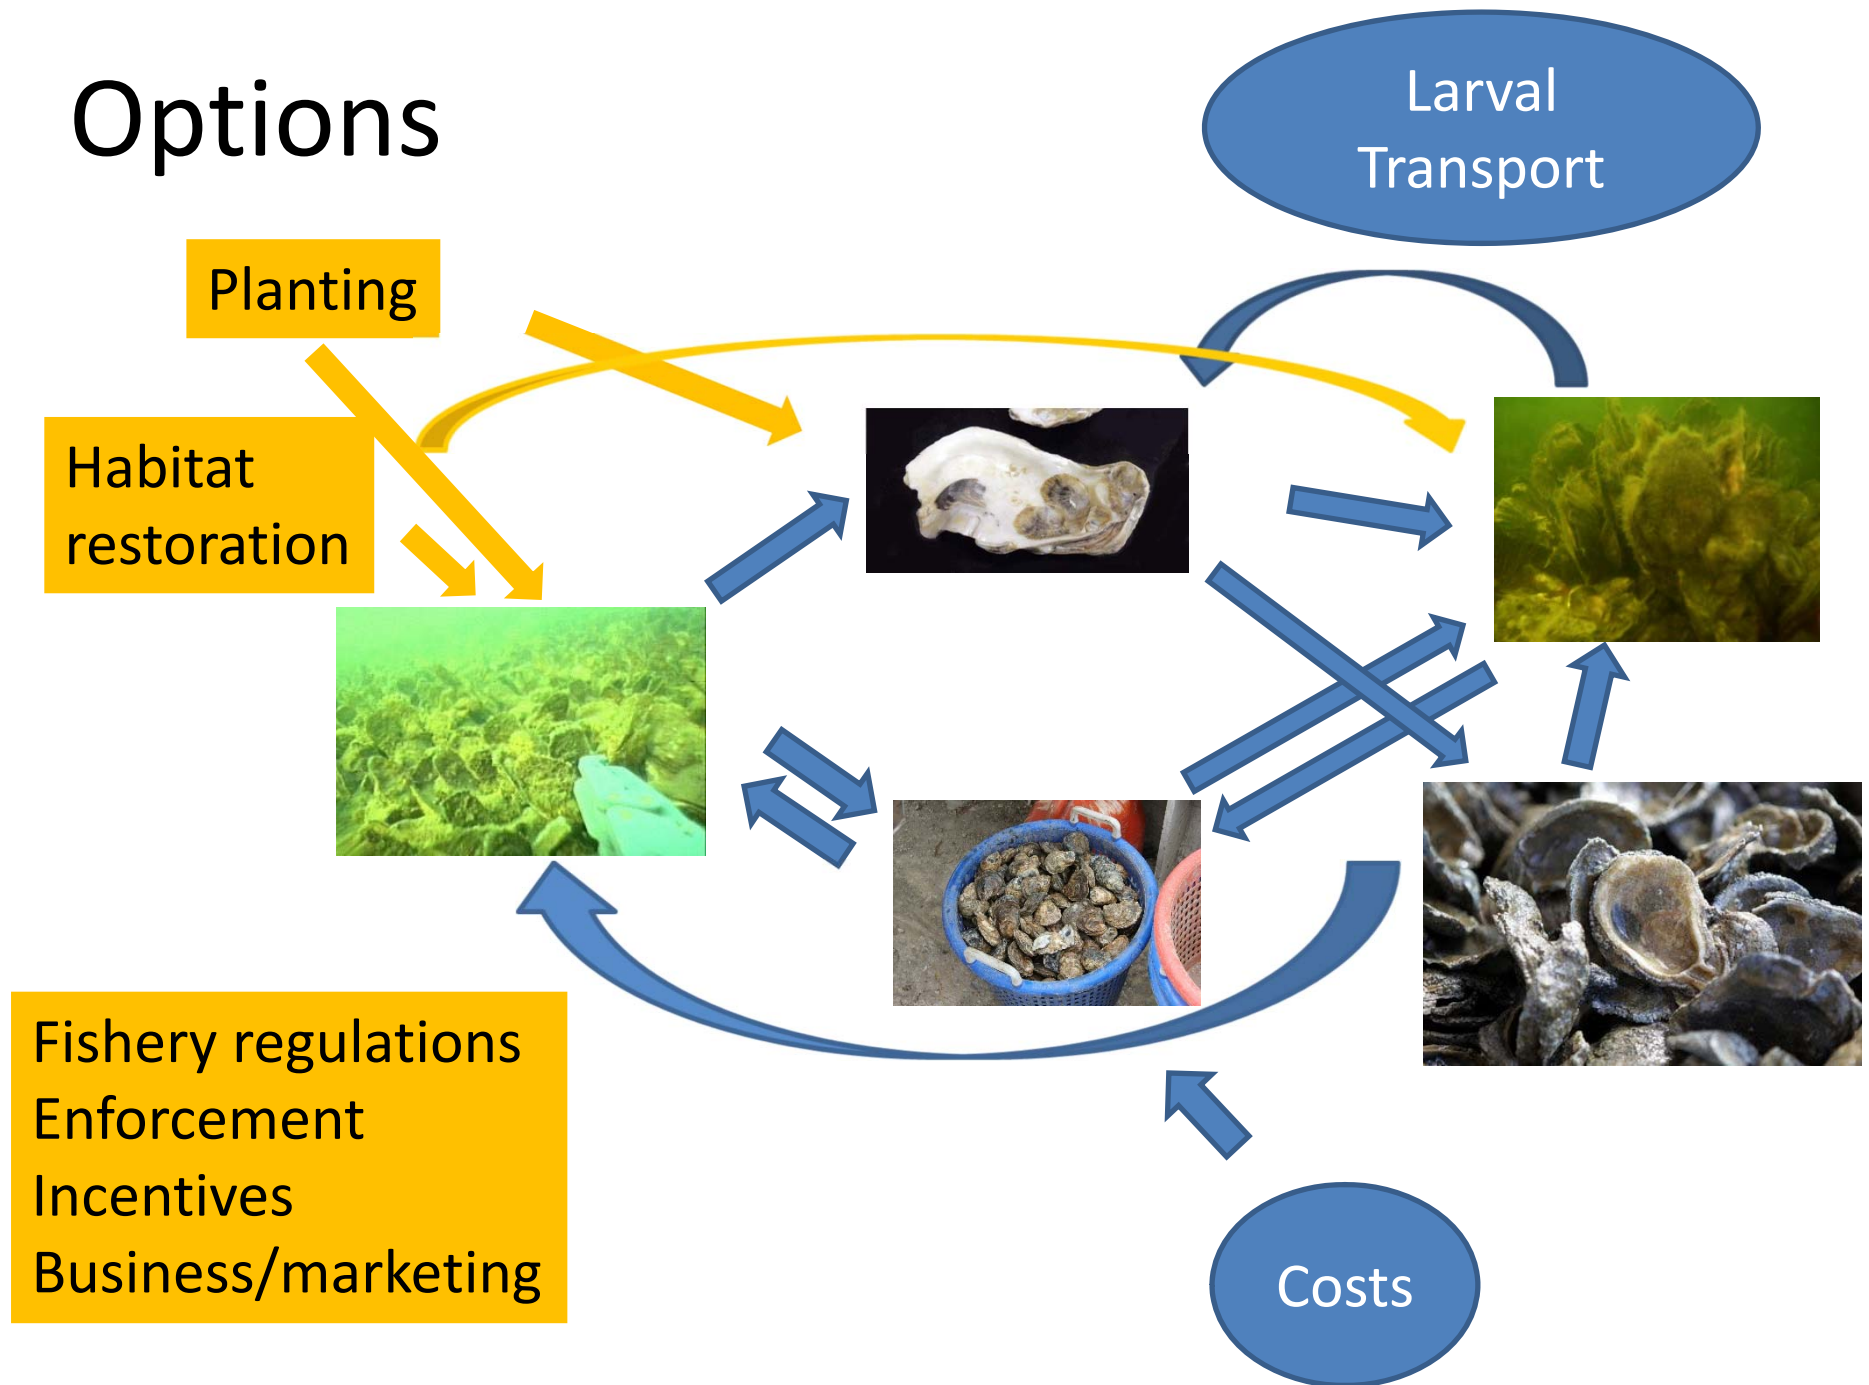 Options
Larval
Transport
Planting
Habitat
restoration
Fishery regulations
Enforcement
Incentives
Business/marketing
Costs